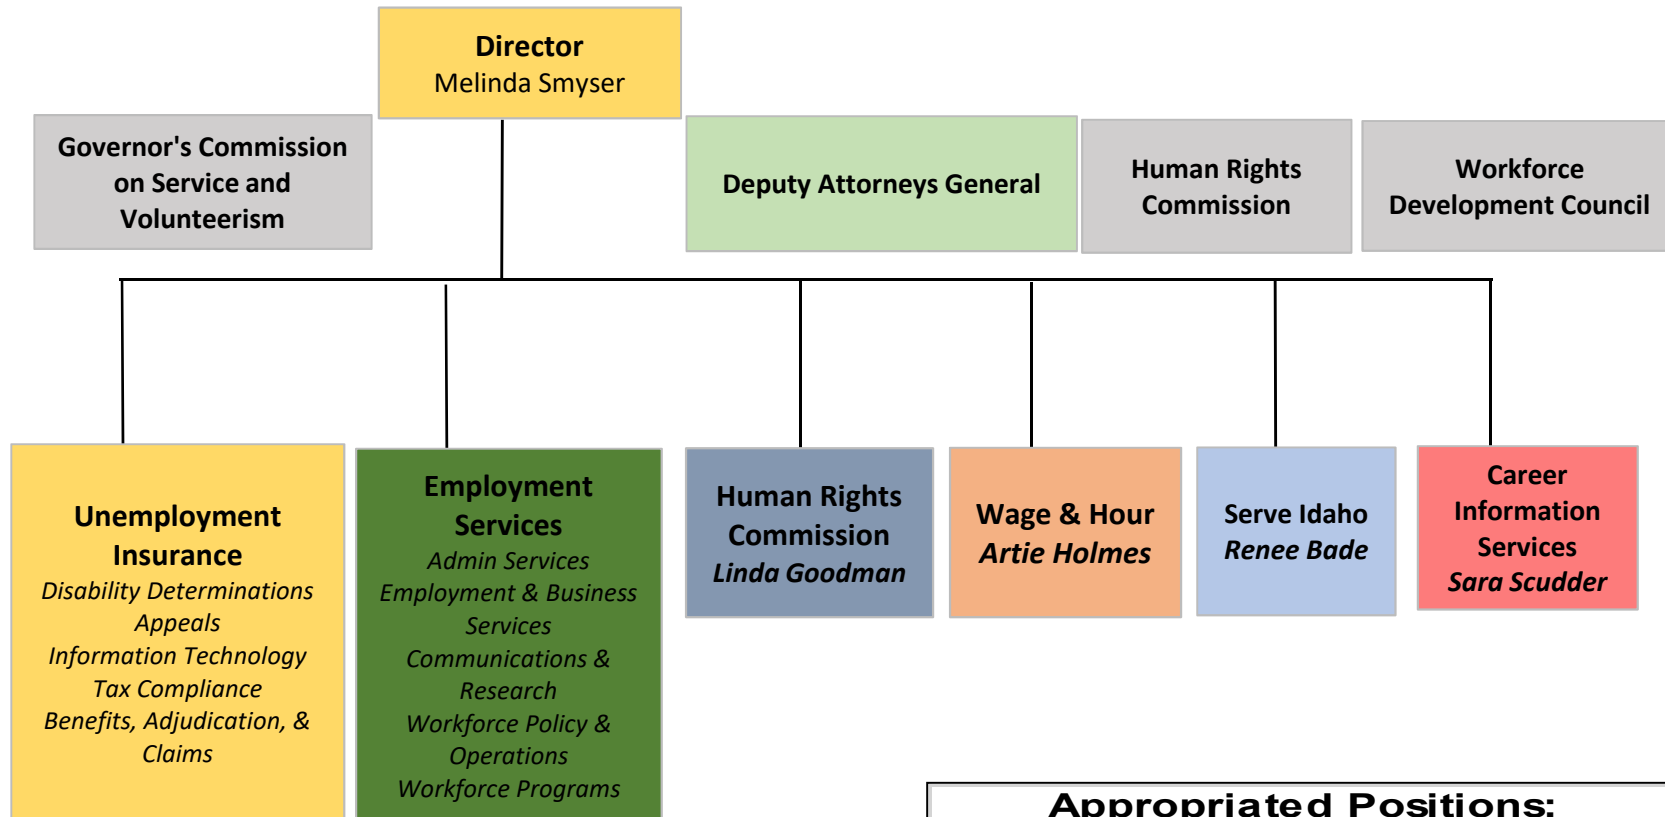 Director
Melinda Smyser
Governor's Commission
on Service and
Volunteerism
Deputy Attorneys General
Human Rights
Commission
Workforce
Development Council
Unemployment
Insurance
Disability Determinations
Appeals
Information Technology
Tax Compliance
Benefits, Adjudication, &
Claims
Employment
Services
Admin Services
Employment & Business
Services
Communications &
Research
Workforce Policy &
Operations
Workforce Programs
Human Rights
Commission
Linda Goodman
Wage & Hour
Artie Holmes
Serve Idaho
Renee Bade
Career
Information
Services
Sara Scudder
Appropriated Positions: